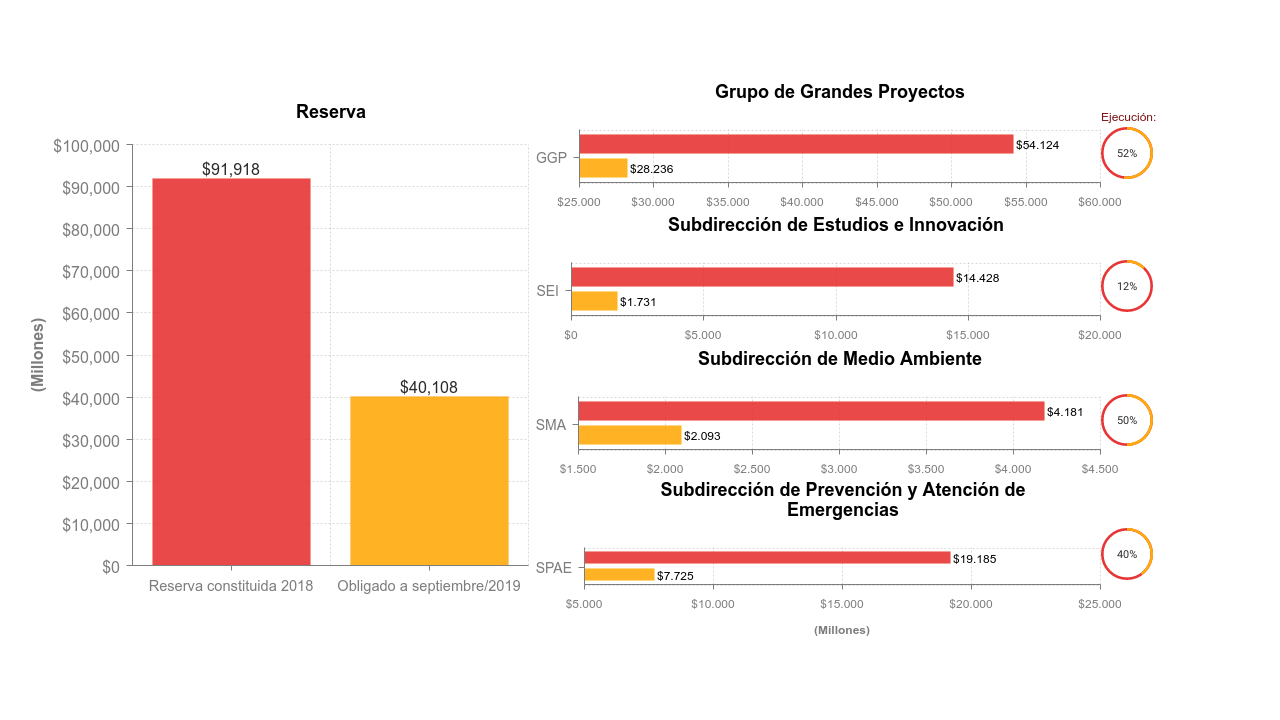 Reserva
$100,000
$90,000
$80,000
$70,000
$60,000
$50,000
$40,000
$30,000
$20,000
$10,000
$0
(Millones)
$91,918
$40,108
Reserva constituida 2018
Obligado a septiembre/2019
Grupo de Grandes Proyectos
Ejecución:
GGP
$54.124
$28.236
52%
$25.000 $30.000 $35.000 $40.000 $45.000 $50.000 $55.000 $60.000
Subdirección de Estudios e Innovación
SEI
$14.428
$1.731
12%
$0 $5.000 $10.000 $15.000 $20.000
Subdirección de Medio Ambiente
SMA
$4.181
$2.093
50%
$1.500 $2.000 $2.500 $3.000 $3.500 $4.000 $4.500
Subdirección de Prevención y Atención de
Emergencias
SPAE
$19.185
$7.725
40%
$5.000 $10.000 $15.000 $20.000 $25.000
(Millones)